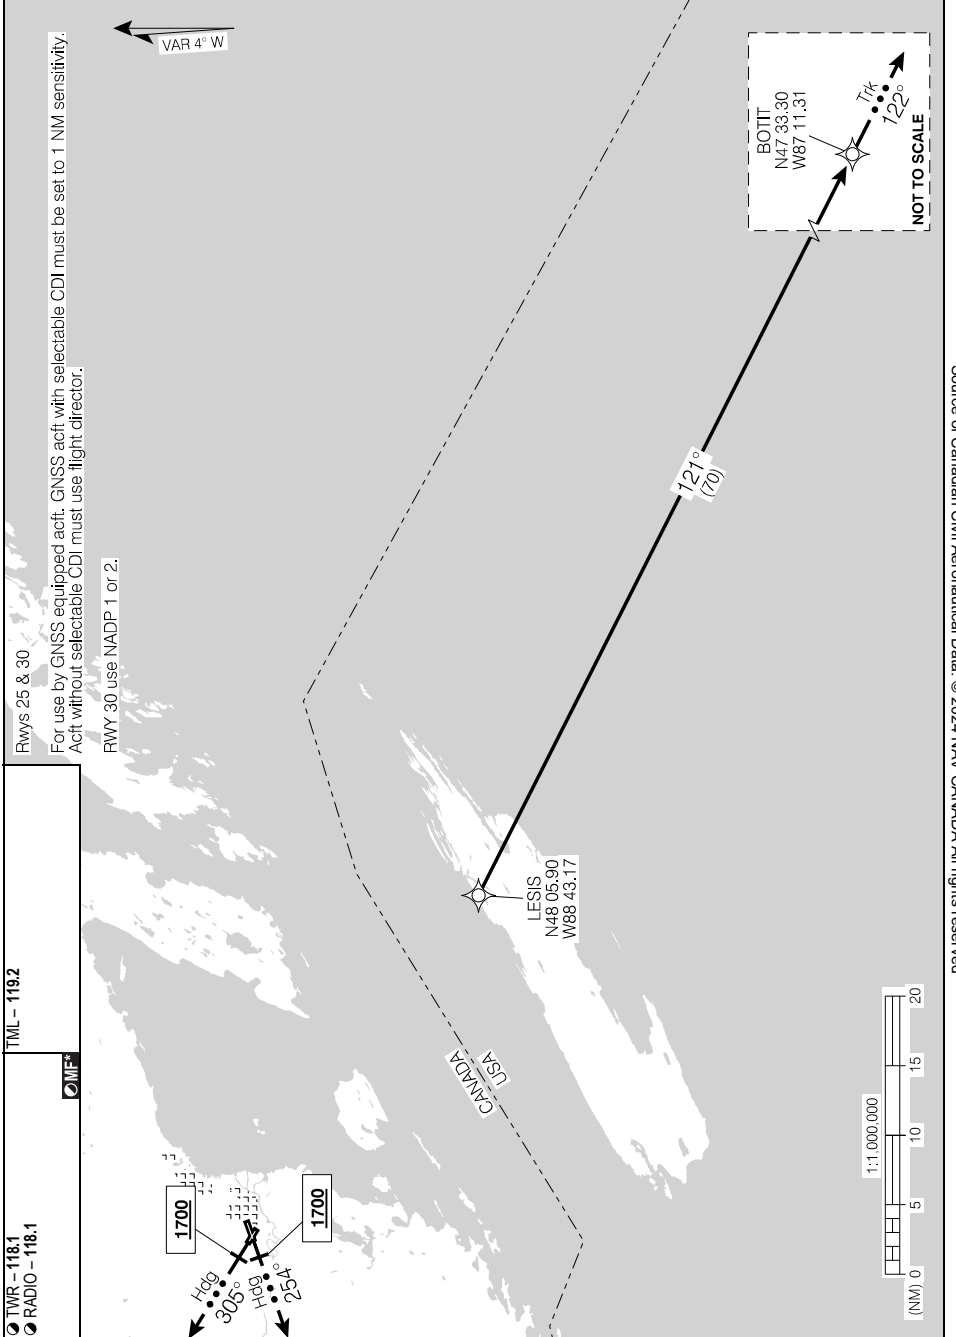 TWR – 118.1
RADIO – 118.1
MF*
TML – 119.2
Rwys 25 & 30
For use by GNSS equipped acft. GNSS acft with selectable CDI must be set to 1 NM sensitivity.
Acft without selectable CDI must use flight director.
RWY 30 use NADP 1 or 2.
VAR 4° W
BOTIT
N47 33.30
W87 11.31
Trk
122°
NOT TO SCALE
121°
(70)
LESIS
N48 05.90
W88 43.17
CANADA
USA
1700
1700
Hdg
305°
Hdg
254°
1:1,000,000
(NM) 0 5 10 15 20
Source of Canadian Civil Aeronautical Data: © 2024 NAV CANADA All rights reserved